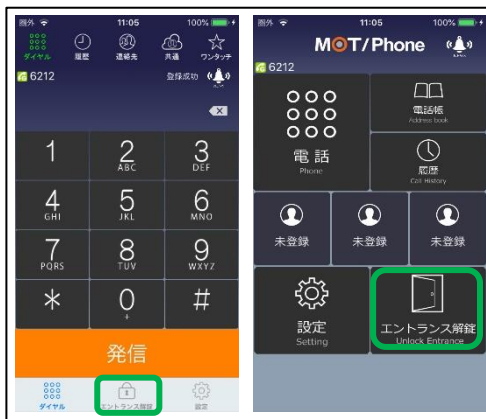 圏外 11:05 100%
ダイヤル 履歴 連絡先 共通 ワンタッチ
6212 登録成功
1 2 3
ABC DEF
4 5 6
GHI JKL MNO
7 8 9
PQRS TUV WXYZ
* 0 #
+
発信
ダイヤル エントランス解錠 設定
圏外 11:05 100%
MOT/Phone
6212
電話
Phone
電話帳
Address book
履歴
Call History
未登録 未登録 未登録
設定
Setting
エントランス解錠
Unlock Entrance